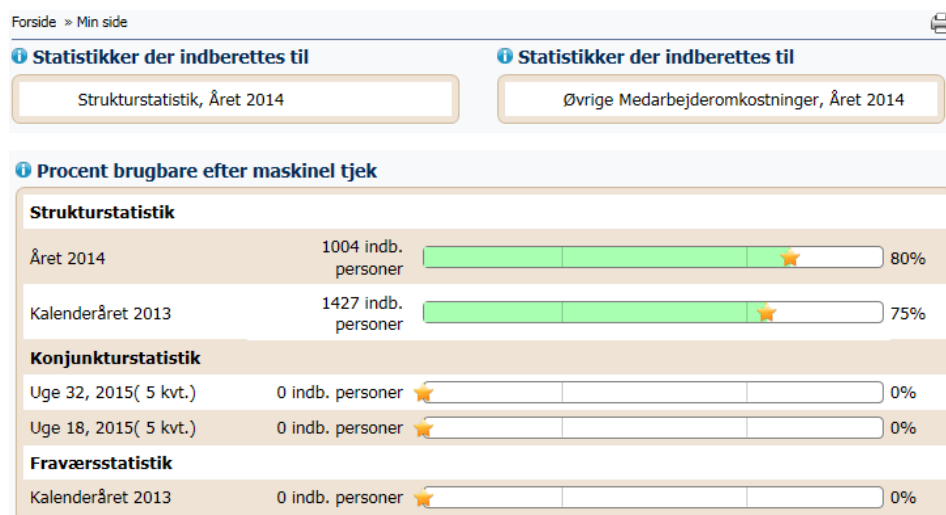 Forside » Min side
Statistikker der indberettes til
Statistikker der indberettes til
Strukturstatistik, Året 2014
Øvrige Medarbejderomkostninger, Året 2014
Procent brugbare efter maskinel tjek
Strukturstatistik
Året 2014 1004 indb. personer 80%
Kalenderåret 2013 1427 indb. personer 75%
Konjunkturstatistik
Uge 32, 2015( 5 kvt.) 0 indb. personer 0%
Uge 18, 2015( 5 kvt.) 0 indb. personer 0%
Fraværsstatistik
Kalenderåret 2013 0 indb. personer 0%